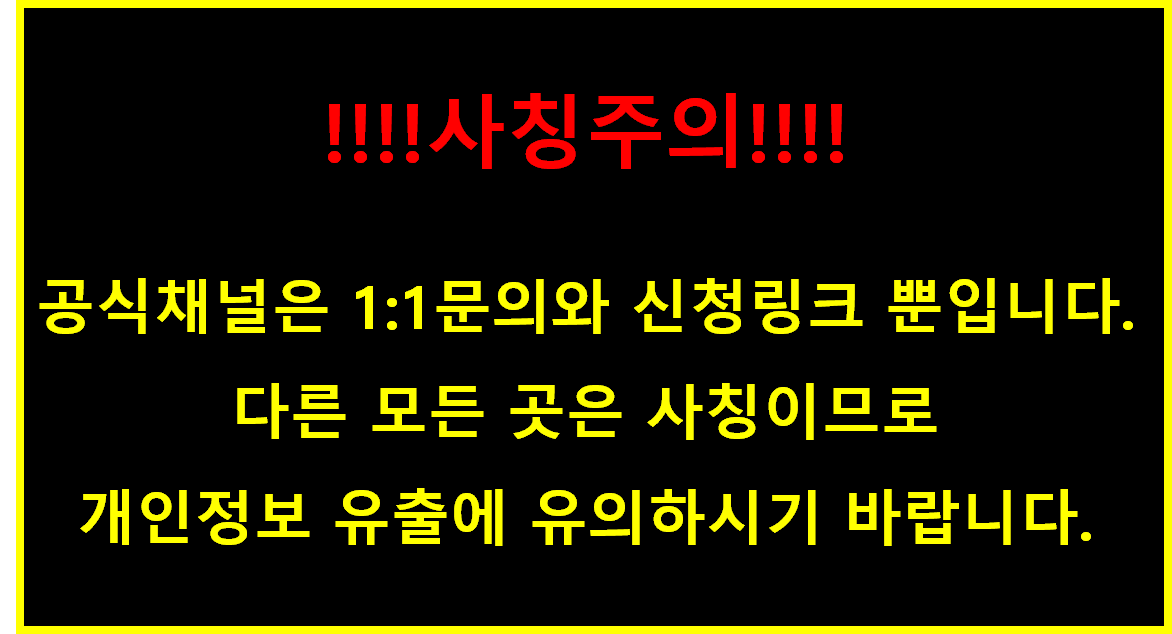 !!!!사칭주의!!!!
공식채널은 1:1문의와 신청링크 뿐입니다.
다른 모든 곳은 사칭이므로
개인정보 유출에 유의하시기 바랍니다.